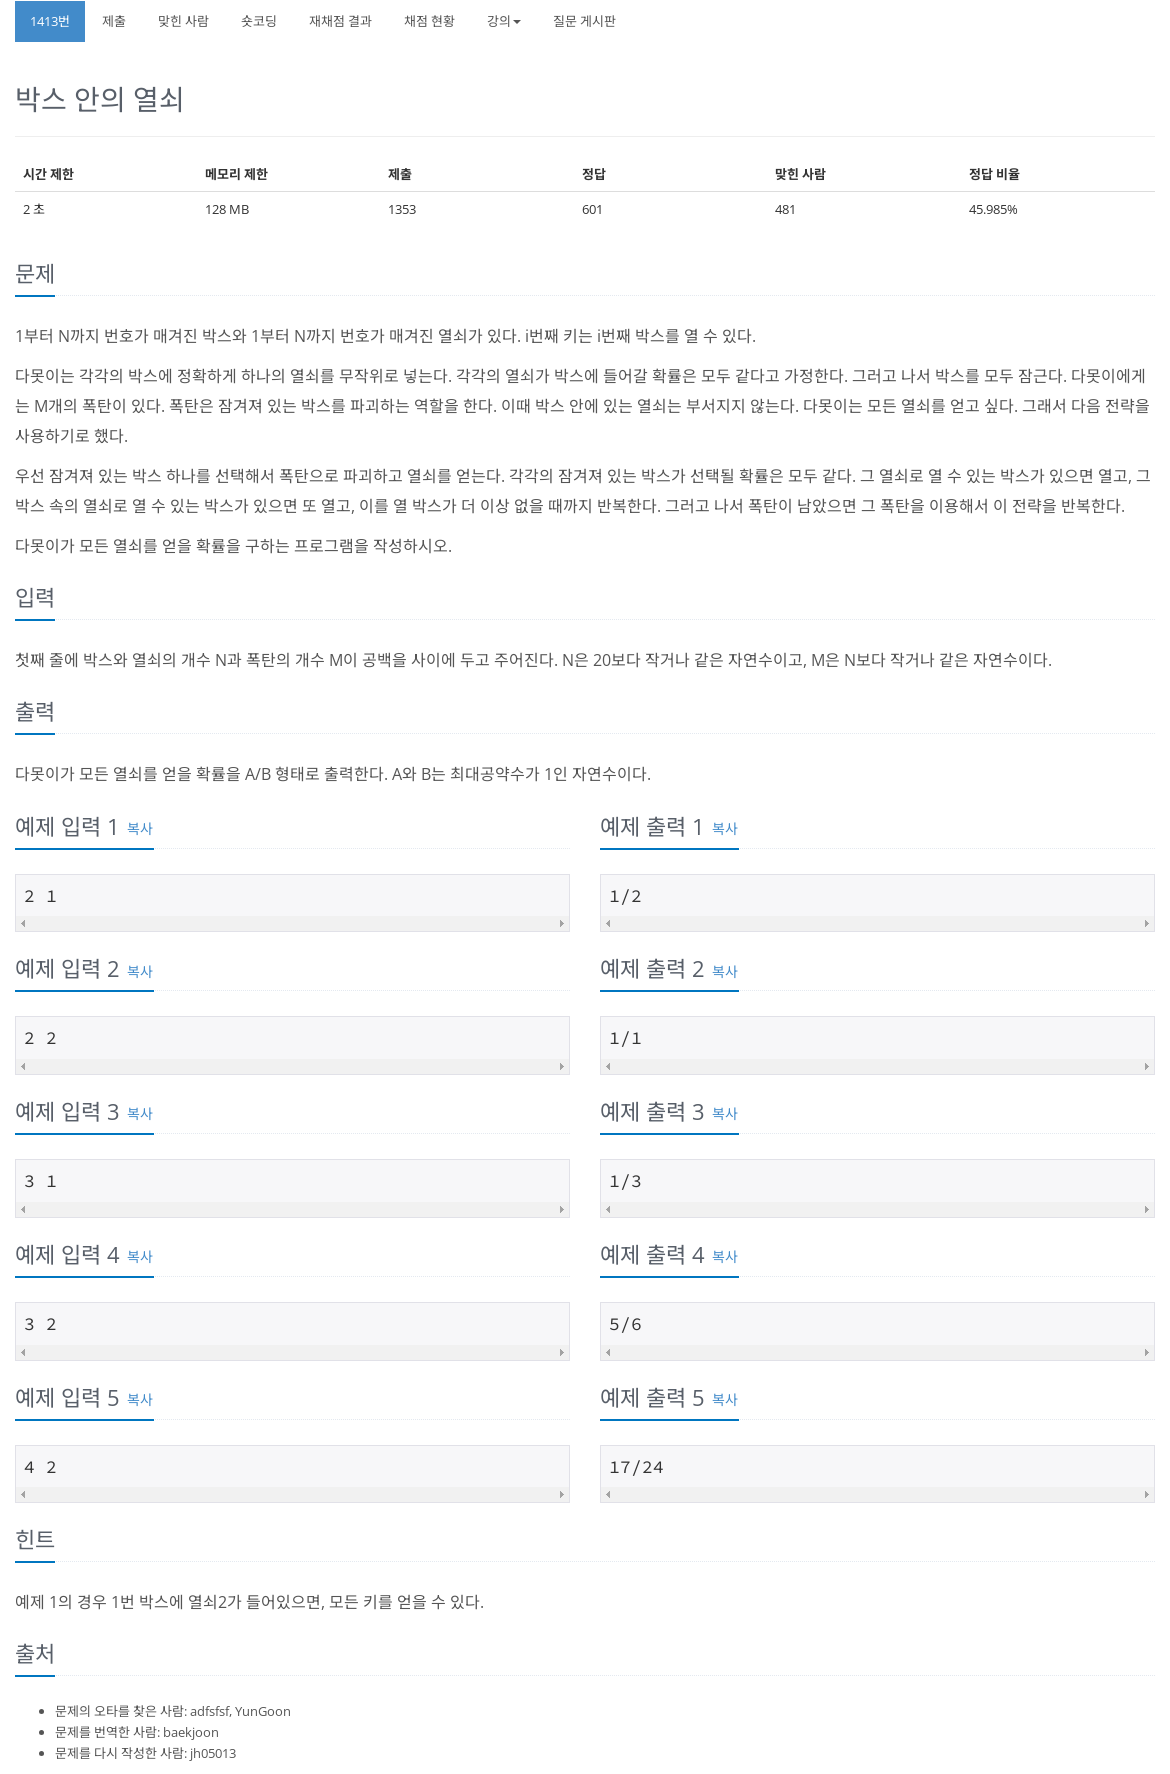 1413번 제출 맞힌 사람 숏코딩 재채점 결과 채점 현황 강의 질문 게시판
박스 안의 열쇠
시간 제한 메모리 제한 제출 정답 맞힌 사람 정답 비율
2 초 128 MB 1353 601 481 45.985%
문제
1부터 N까지 번호가 매겨진 박스와 1부터 N까지 번호가 매겨진 열쇠가 있다. i번째 키는 i번째 박스를 열 수 있다.
다못이는 각각의 박스에 정확하게 하나의 열쇠를 무작위로 넣는다. 각각의 열쇠가 박스에 들어갈 확률은 모두 같다고 가정한다. 그러고 나서 박스를 모두 잠근다. 다못이에게
는 M개의 폭탄이 있다. 폭탄은 잠겨져 있는 박스를 파괴하는 역할을 한다. 이때 박스 안에 있는 열쇠는 부서지지 않는다. 다못이는 모든 열쇠를 얻고 싶다. 그래서 다음 전략을
사용하기로 했다.
우선 잠겨져 있는 박스 하나를 선택해서 폭탄으로 파괴하고 열쇠를 얻는다. 각각의 잠겨져 있는 박스가 선택될 확률은 모두 같다. 그 열쇠로 열 수 있는 박스가 있으면 열고, 그
박스 속의 열쇠로 열 수 있는 박스가 있으면 또 열고, 이를 열 박스가 더 이상 없을 때까지 반복한다. 그러고 나서 폭탄이 남았으면 그 폭탄을 이용해서 이 전략을 반복한다.
다못이가 모든 열쇠를 얻을 확률을 구하는 프로그램을 작성하시오.
입력
첫째 줄에 박스와 열쇠의 개수 N과 폭탄의 개수 M이 공백을 사이에 두고 주어진다. N은 20보다 작거나 같은 자연수이고, M은 N보다 작거나 같은 자연수이다.
출력
다못이가 모든 열쇠를 얻을 확률을 A/B 형태로 출력한다. A와 B는 최대공약수가 1인 자연수이다.
예제 입력 1 복사 예제 출력 1 복사
2 1 1/2
예제 입력 2 복사 예제 출력 2 복사
2 2 1/1
예제 입력 3 복사 예제 출력 3 복사
3 1 1/3
예제 입력 4 복사 예제 출력 4 복사
3 2 5/6
예제 입력 5 복사 예제 출력 5 복사
4 2 17/24
힌트
예제 1의 경우 1번 박스에 열쇠2가 들어있으면, 모든 키를 얻을 수 있다.
출처
문제의 오타를 찾은 사람: adfsfsf, YunGoon
문제를 번역한 사람: baekjoon
문제를 다시 작성한 사람: jh05013